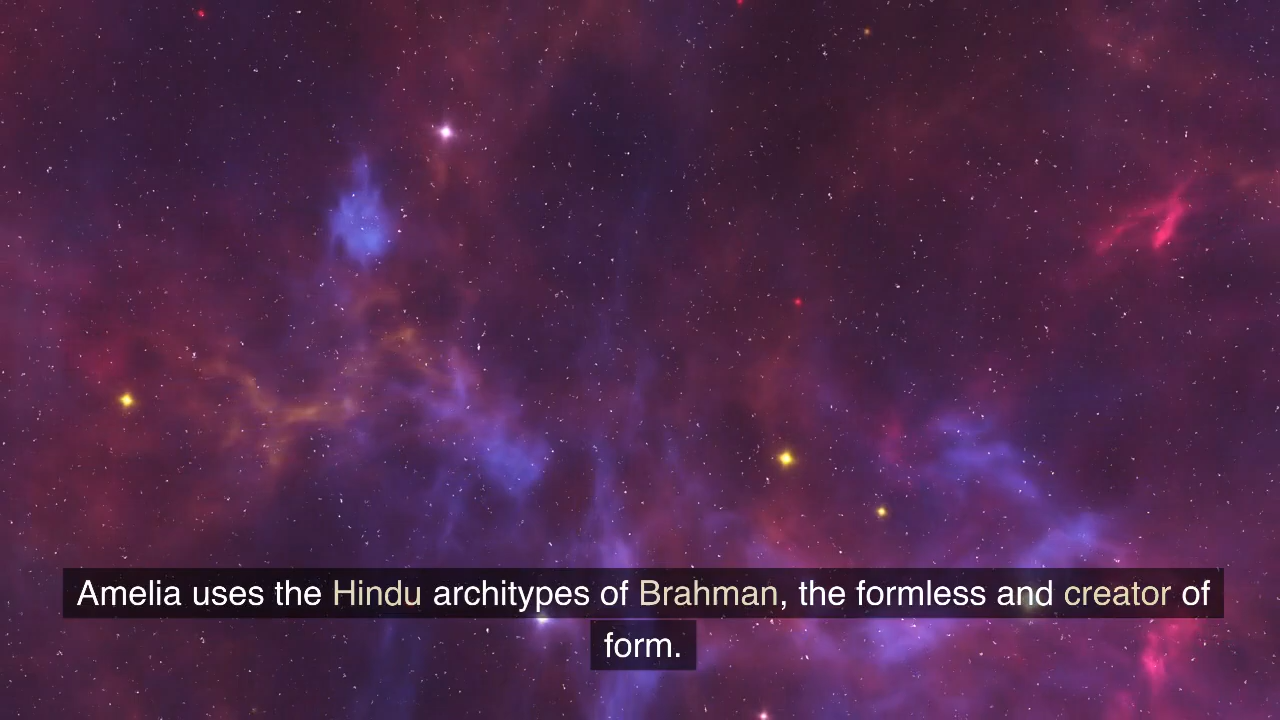 Amelia uses the Hindu architypes of Brahman, the formless and creator of
form.